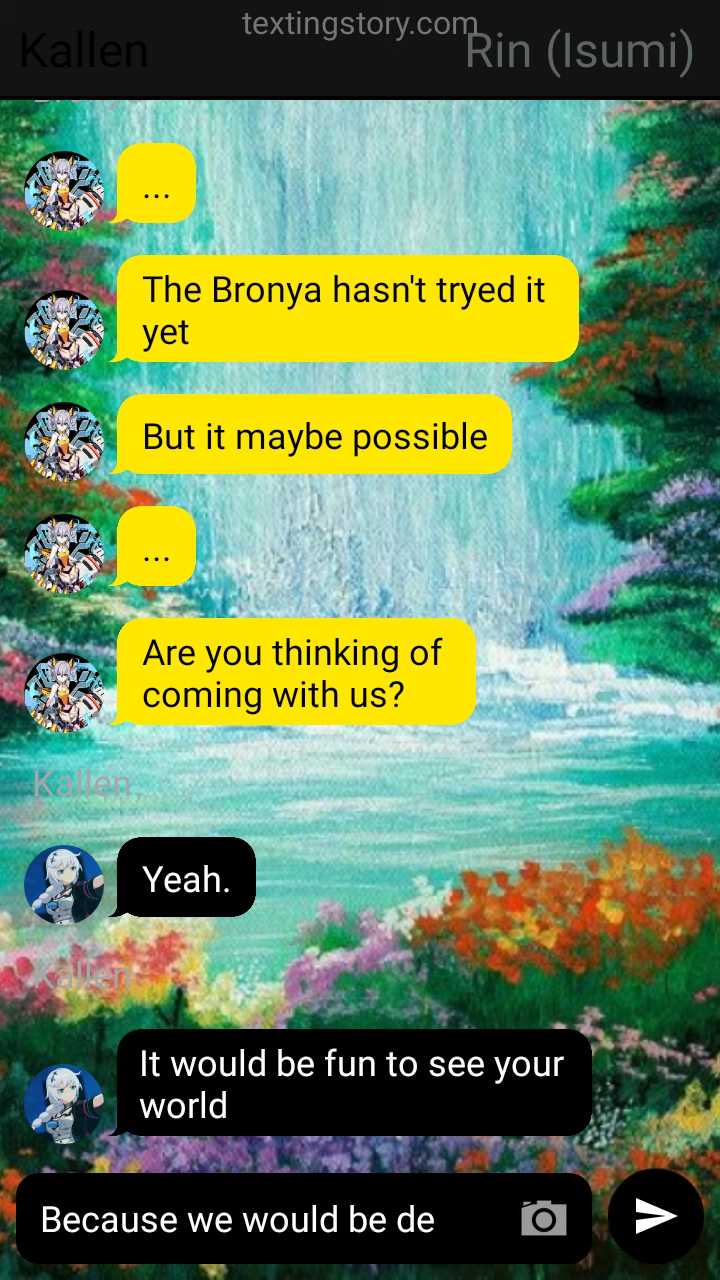 textingstory.com
Kallen
Rin (Isumi)
...
The Bronya hasn't tryed it
yet
But it maybe possible
...
Are you thinking of
coming with us?
Kallen
Yeah.
Kallen
It would be fun to see your
world
Because we would be de